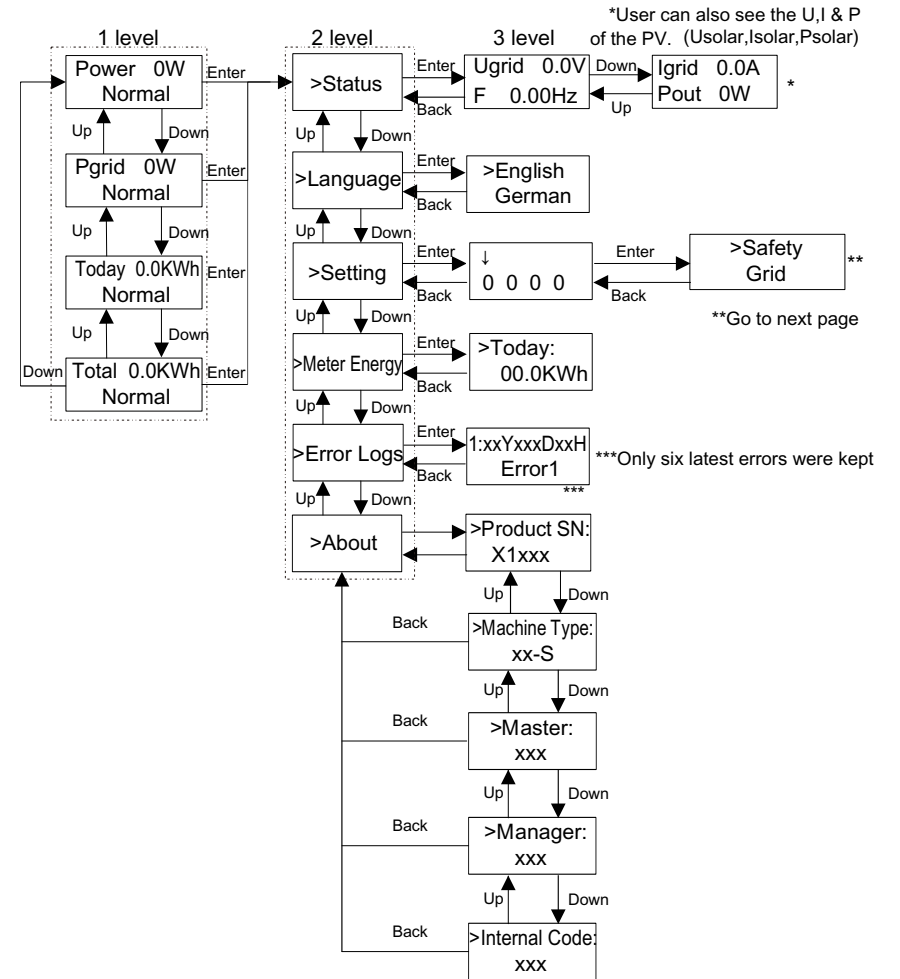 *User can also see the U,I & P
of the PV. (Usolar,Isolar,Psolar)
1 level
2 level
3 level
Power 0W
Normal
Enter
>Status
Enter
Back
Ugrid 0.0V
F 0.00Hz
Down
Up
Igrid 0.0A
Pout 0W
*
Up
Down
Up
Down
Pgrid 0W
Normal
Enter
>Language
Enter
Back
>English
German
Up
Down
Up
Down
Today 0.0KWh
Normal
Enter
>Setting
Enter
Back
↓
0 0 0 0
Enter
Back
>Safety
Grid
**
**Go to next page
Up
Down
Up
Down
Down
Total 0.0KWh
Normal
Enter
>Meter Energy
Enter
Back
>Today:
00.0KWh
Up
Down
>Error Logs
Enter
Back
1:xxYxxxDxxH
Error1
***
***Only six latest errors were kept
Up
Down
>About
>Product SN:
X1xxx
Up
Down
Back
>Machine Type:
xx-S
Up
Down
Back
>Master:
xxx
Up
Down
Back
>Manager:
xxx
Up
Down
Back
>Internal Code:
xxx